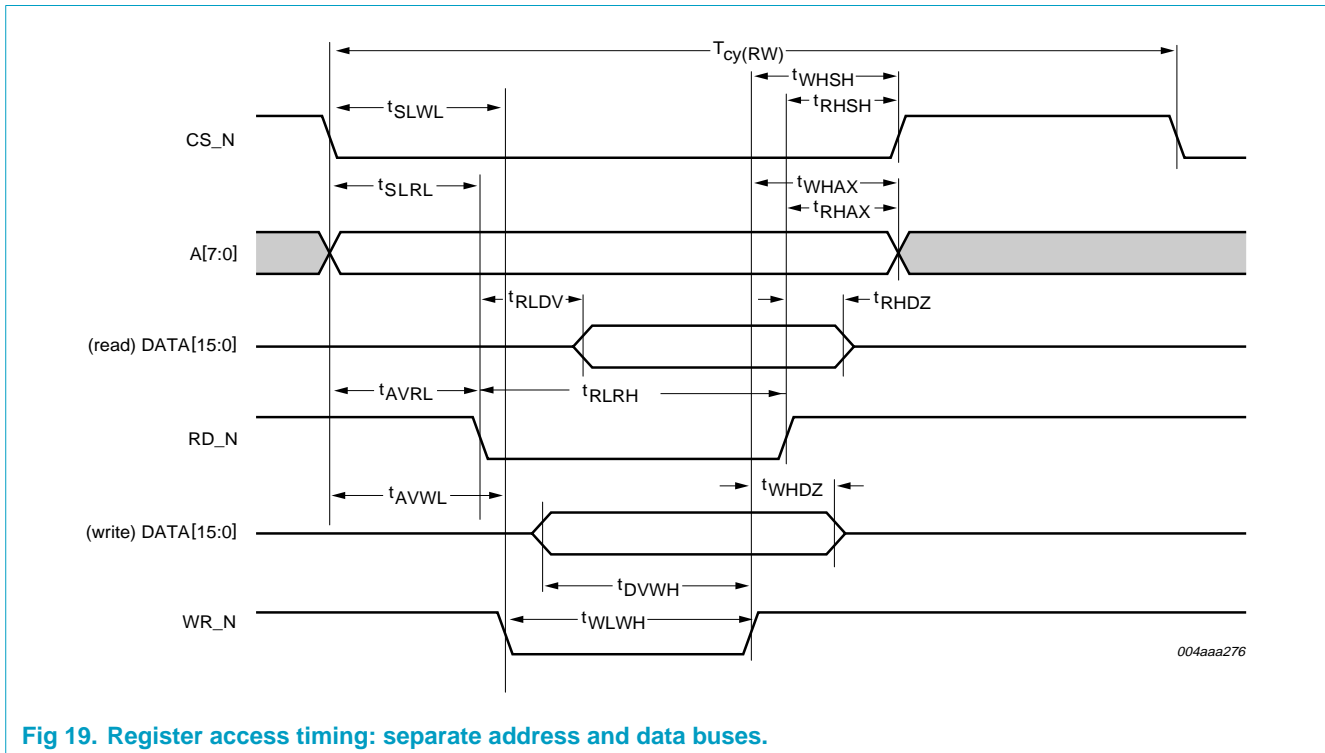 Tcy(RW)
tWHSH
tSLWL
tRHSH
CS_N
tSLRL
tWHAX
tRHAX
A[7:0]
tRLDV
tRHDZ
(read) DATA[15:0]
tAVRL
tRLRH
RD_N
tAVWL
tWHDZ
(write) DATA[15:0]
tDVWH
WR_N
tWLWH
004aaa276
Fig 19. Register access timing: separate address and data buses.